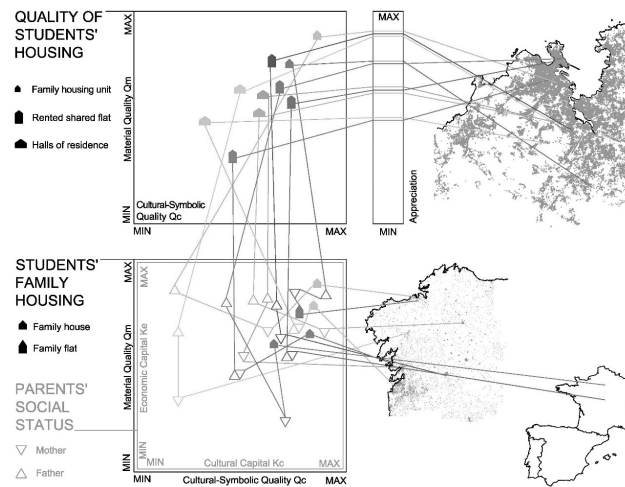 QUALITY OF
STUDENTS'
HOUSING
Family housing unit
Rented shared flat
Halls of residence
MAX
Material Quality Qm
MIN
Cultural-Symbolic
Quality Qc
MIN
MAX
MAX
MIN
Appreciation
STUDENTS'
FAMILY
HOUSING
Family house
Family flat
PARENTS'
SOCIAL
STATUS
Mother
Father
MAX
Material Quality Qm
MIN
MAX
Economic Capital Ke
MIN
MIN
Cultural Capital Kc
MAX
MIN
Cultural-Symbolic Quality Qc
MAX